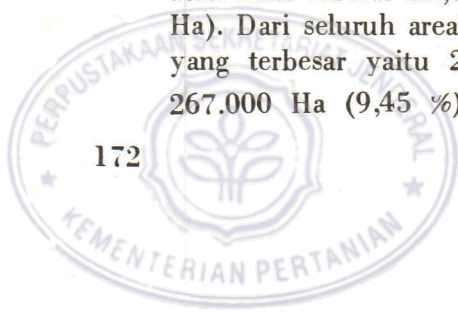 Ha). Dari seluruh area
yang terbesar yaitu 2
267.000 Ha (9,45 %)
172
PERPUSTAKAAN SEKRETARIAT JENDERAL
KEMENTERIAN PERTANIAN